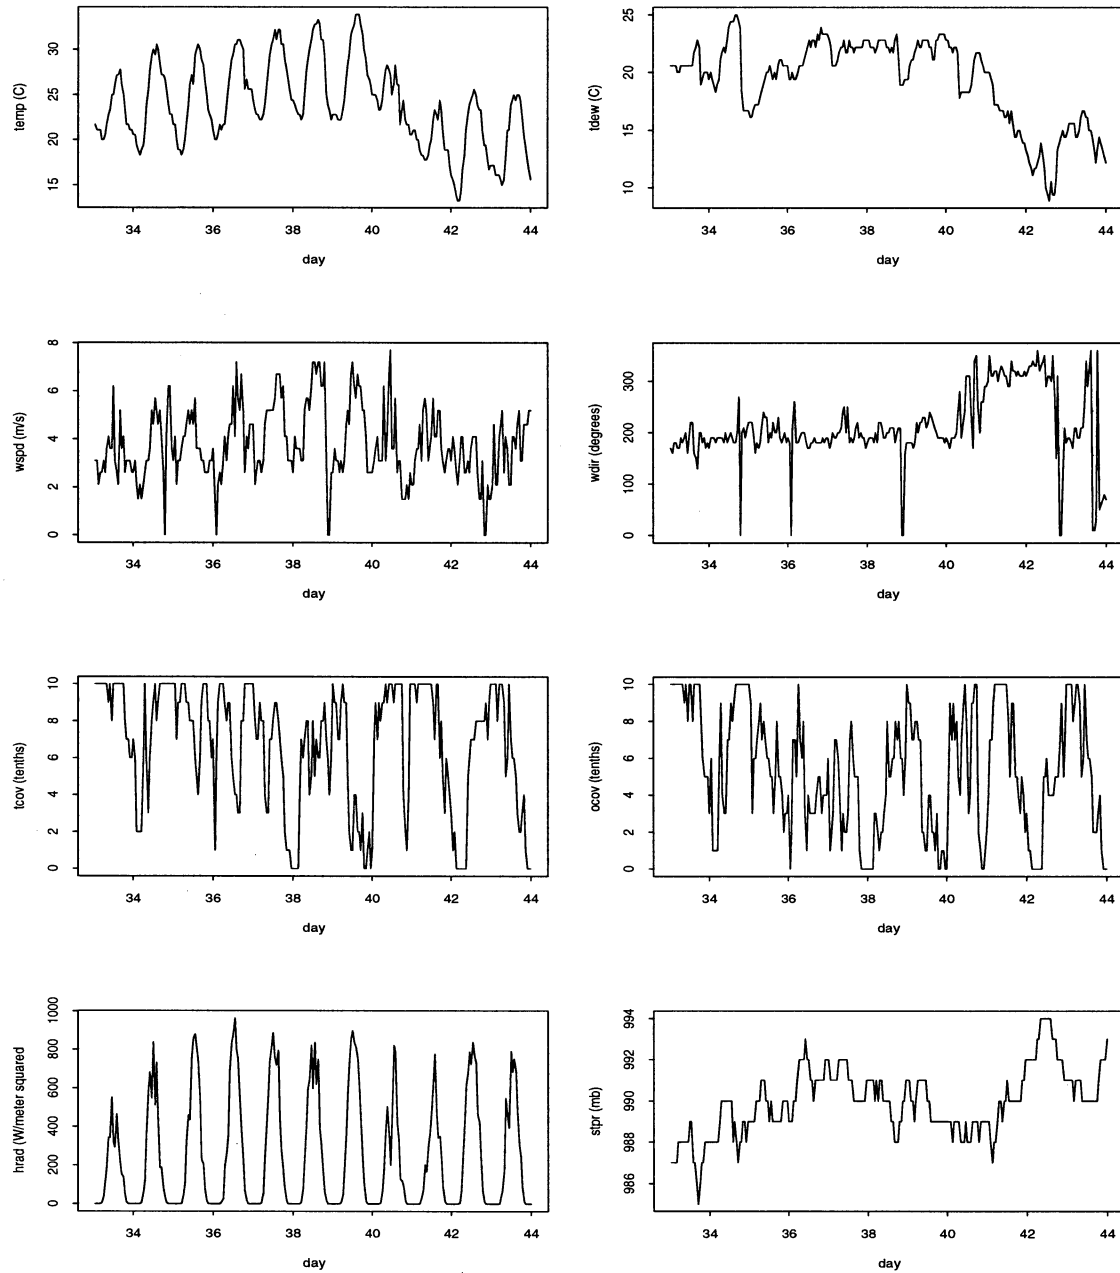 temp (C)
30
25
20
15
34 36 38 40 42 44
day
tdew (C)
25
20
15
10
34 36 38 40 42 44
day
wspd (m/s)
8
6
4
2
0
34 36 38 40 42 44
day
wdir (degrees)
300
200
100
0
34 36 38 40 42 44
day
tcov (tenths)
10
8
6
4
2
0
34 36 38 40 42 44
day
ocov (tenths)
10
8
6
4
2
0
34 36 38 40 42 44
day
hrad (W/meter squared)
1000
800
600
400
200
0
34 36 38 40 42 44
day
stpr (mb)
994
992
990
988
986
34 36 38 40 42 44
day